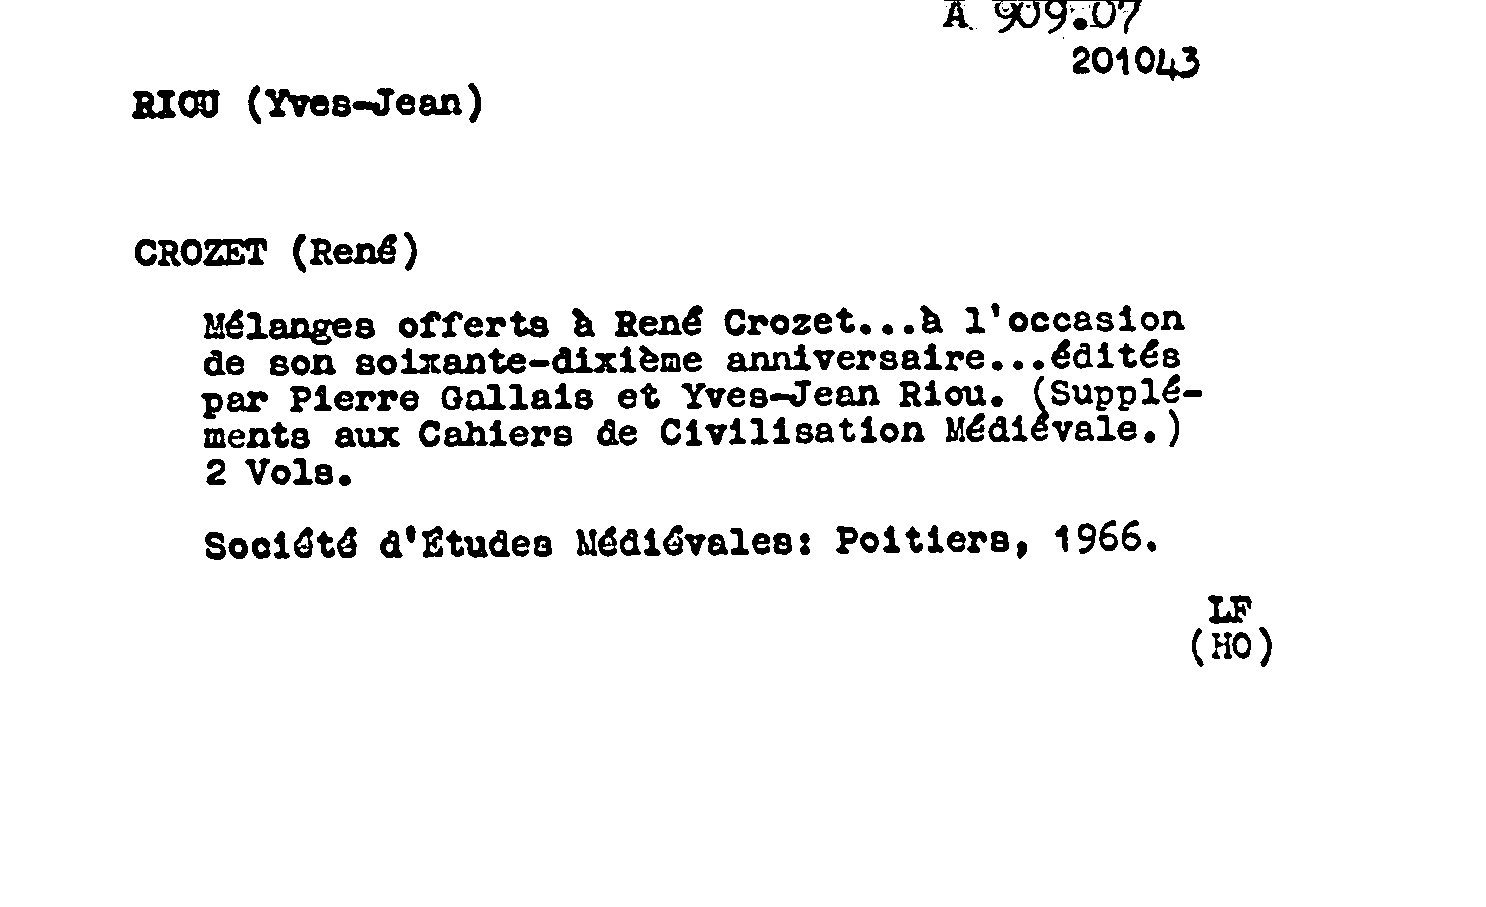 A 909.07
201043
RIOU (Yves-Jean)
CROZET (René)
Mélanges offerts à René Crozet...à l'occasion
de son soixante-dixième anniversaire...édités
par Pierre Gallais et Yves-Jean Riou. (Supplé-
ments aux Cahiers de Civilisation Médiévale.)
2 Vols.
Société d'Études Médiévales: Poitiers, 1966.
LF
(HO)